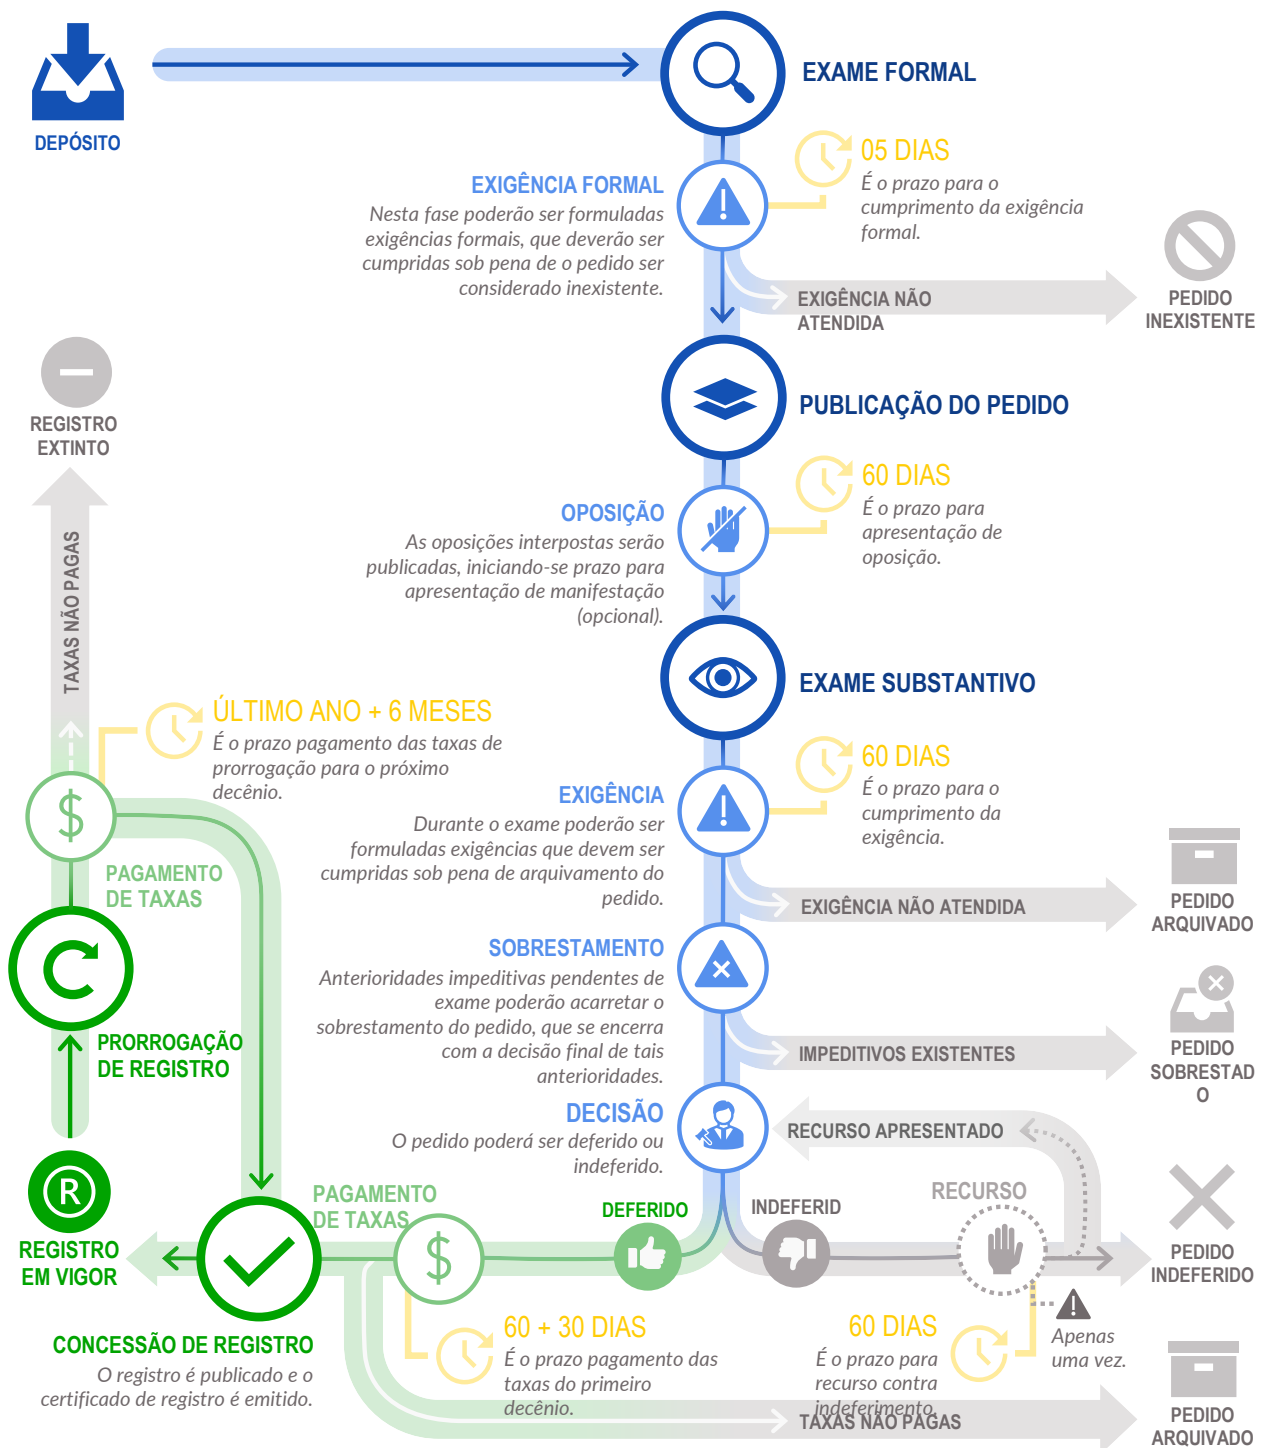 DEPÓSITO
EXAME FORMAL
EXIGÊNCIA FORMAL
Nesta fase poderão ser formuladas
exigências formais, que deverão ser
cumpridas sob pena de o pedido ser
considerado inexistente.
05 DIAS
É o prazo para o
cumprimento da exigência
formal.
EXIGÊNCIA NÃO
ATENDIDA
PEDIDO
INEXISTENTE
PUBLICAÇÃO DO PEDIDO
OPOSIÇÃO
As oposições interpostas serão
publicadas, iniciando-se prazo para
apresentação de manifestação
(opcional).
60 DIAS
É o prazo para
apresentação de
oposição.
EXAME SUBSTANTIVO
EXIGÊNCIA
Durante o exame poderão ser
formuladas exigências que devem ser
cumpridas sob pena de arquivamento do
pedido.
60 DIAS
É o prazo para o
cumprimento da
exigência.
EXIGÊNCIA NÃO ATENDIDA
PEDIDO
ARQUIVADO
SOBRESTAMENTO
Anterioridades impeditivas pendentes de
exame poderão acarretar o
sobrestamento do pedido, que se encerra
com a decisão final de tais
anterioridades.
IMPEDITIVOS EXISTENTES
PEDIDO
SOBRESTAD
O
DECISÃO
O pedido poderá ser deferido ou
indeferido.
RECURSO APRESENTADO
DEFERIDO
INDEFERID
RECURSO
PEDIDO
INDEFERIDO
60 DIAS
É o prazo para
recurso contra
indeferimento.
Apenas
uma vez.
PAGAMENTO
DE TAXAS
$
60 + 30 DIAS
É o prazo pagamento das
taxas do primeiro
decênio.
TAXAS NÃO PAGAS
PEDIDO
ARQUIVADO
CONCESSÃO DE REGISTRO
O registro é publicado e o
certificado de registro é emitido.
R
REGISTRO
EM VIGOR
PRORROGAÇÃO
DE REGISTRO
PAGAMENTO
DE TAXAS
$
ÚLTIMO ANO + 6 MESES
É o prazo pagamento das taxas de
prorrogação para o próximo
decênio.
TAXAS NÃO PAGAS
REGISTRO
EXTINTO